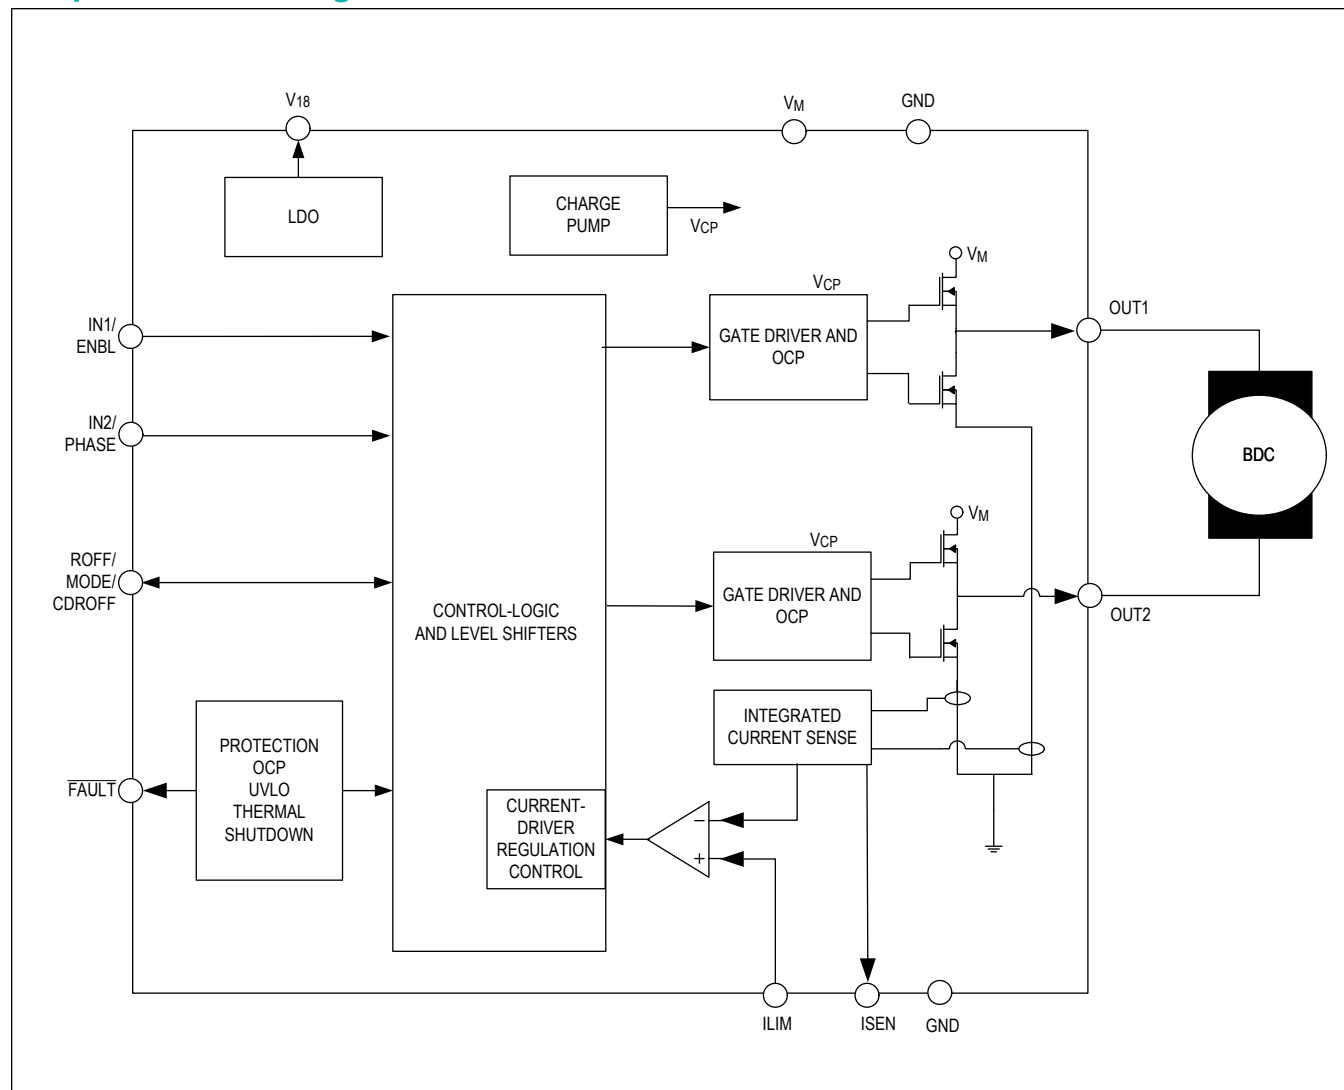 V18
VM
GND
LDO
CHARGE
PUMP
VCP
VM
IN1/
ENBL
VCP
GATE DRIVER AND
OCP
OUT1
IN2/
PHASE
BDC
VM
ROFF/
MODE/
CDROFF
CONTROL-LOGIC
AND LEVEL SHIFTERS
VCP
GATE DRIVER AND
OCP
OUT2
INTEGRATED
CURRENT SENSE
FAULT
PROTECTION
OCP
UVLO
THERMAL
SHUTDOWN
CURRENT-
DRIVER
REGULATION
CONTROL
−
+
ILIM
ISEN
GND